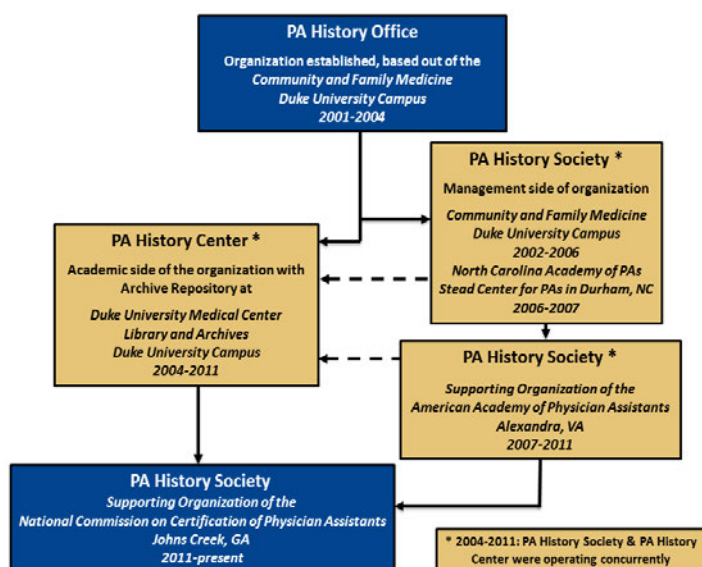 PA History Office
Organization established, based out of the
Community and Family Medicine
Duke University Campus
2001-2004
PA History Society *
Management side of organization
Community and Family Medicine
Duke University Campus
2002-2006
North Carolina Academy of PAs
Stead Center for PAs in Durham, NC
2006-2007
PA History Center *
Academic side of the organization with
Archive Repository at
Duke University Medical Center
Library and Archives
Duke University Campus
2004-2011
PA History Society *
Supporting Organization of the
American Academy of Physician Assistants
Alexandra, VA
2007-2011
PA History Society
Supporting Organization of the
National Commission on Certification of Physician Assistants
Johns Creek, GA
2011-present
* 2004-2011: PA History Society & PA History
Center were operating concurrently